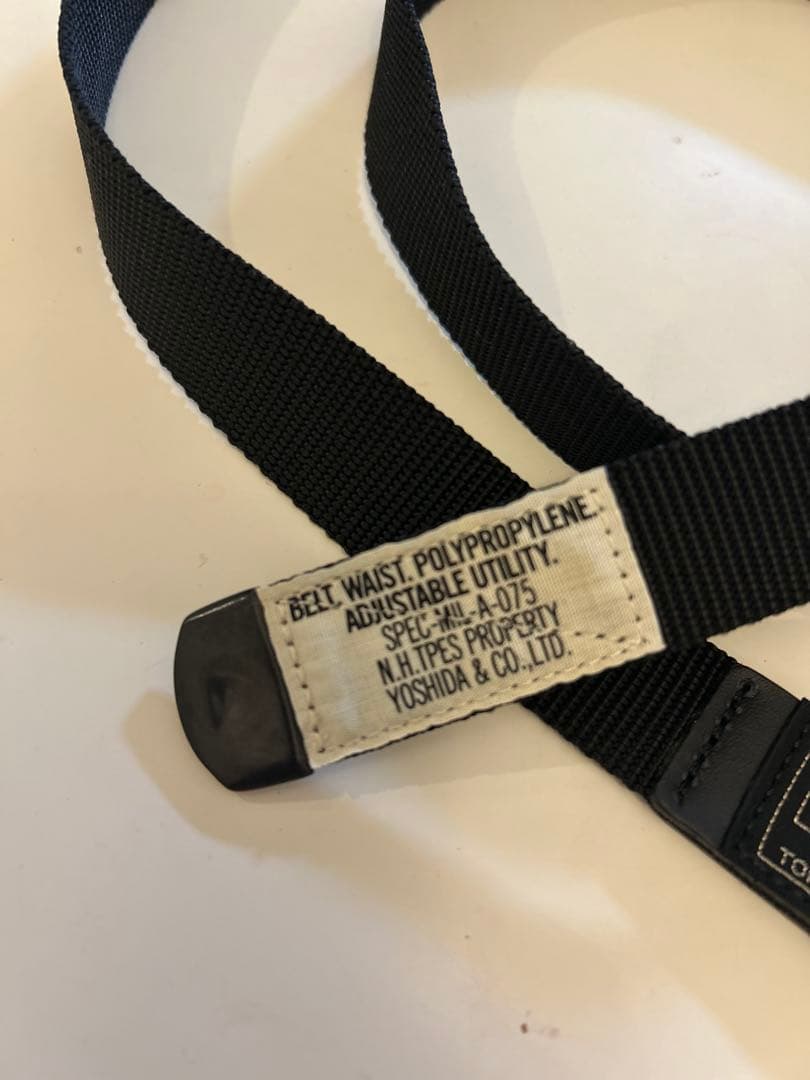 BELT, WAIST. POLYPROPYLENE.
ADJUSTABLE UTILITY.
SPEC-MIL-A-075
N.H.TPES PROPERTY
YOSHIDA & CO.,LTD.